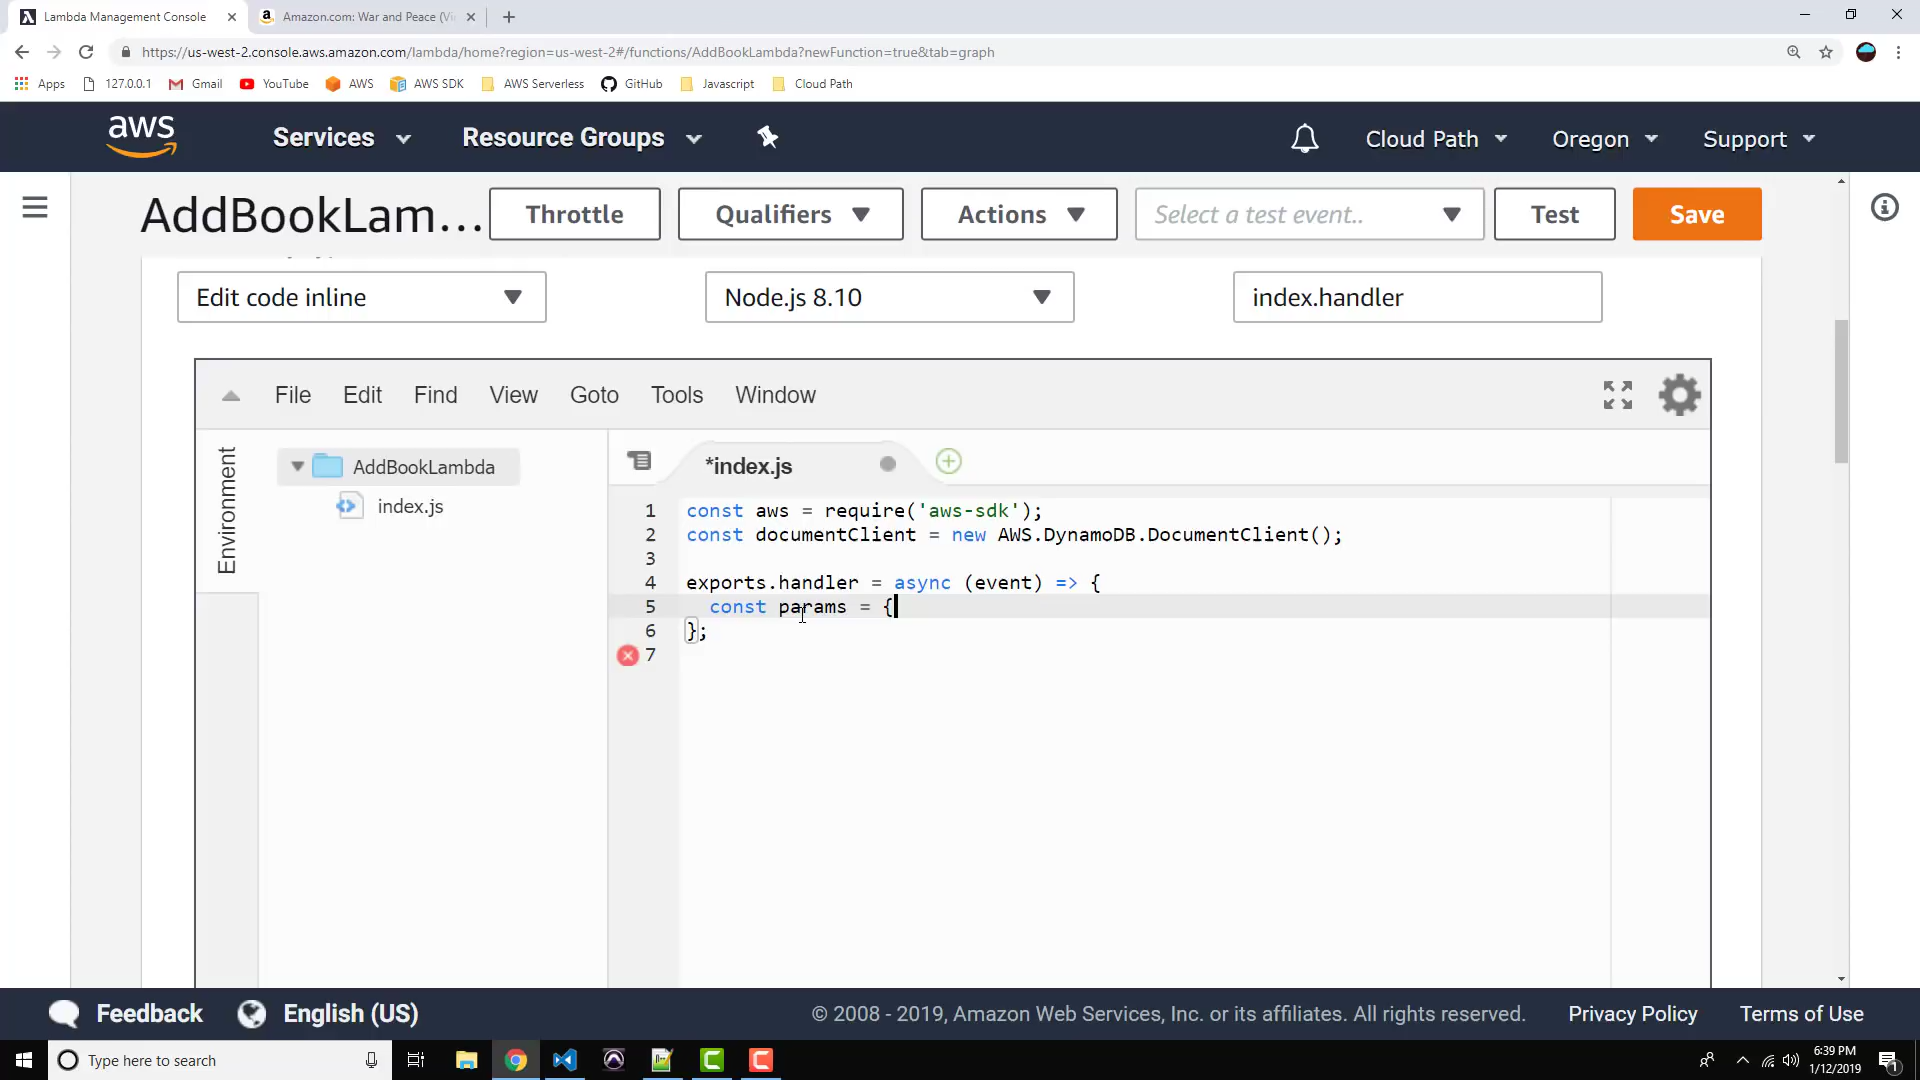 Lambda Management Console
Amazon.com: War and Peace (Vi
https://us-west-2.console.aws.amazon.com/lambda/home?region=us-west-2#/functions/AddBookLambda?newFunction=true&tab=graph
Apps 127.0.0.1 Gmail YouTube AWS AWS SDK AWS Serverless GitHub Javascript Cloud Path
aws Services Resource Groups Cloud Path Oregon Support
AddBookLam... Throttle Qualifiers Actions Select a test event.. Test Save
Edit code inline Node.js 8.10 index.handler
File Edit Find View Goto Tools Window
Environment
AddBookLambda
index.js
*index.js
1 const aws = require('aws-sdk');
2 const documentClient = new AWS.DynamoDB.DocumentClient();
3
4 exports.handler = async (event) => {
5 const params = {
6 };
7
Feedback English (US) © 2008 - 2019, Amazon Web Services, Inc. or its affiliates. All rights reserved. Privacy Policy Terms of Use
Type here to search
6:39 PM
1/12/2019
1